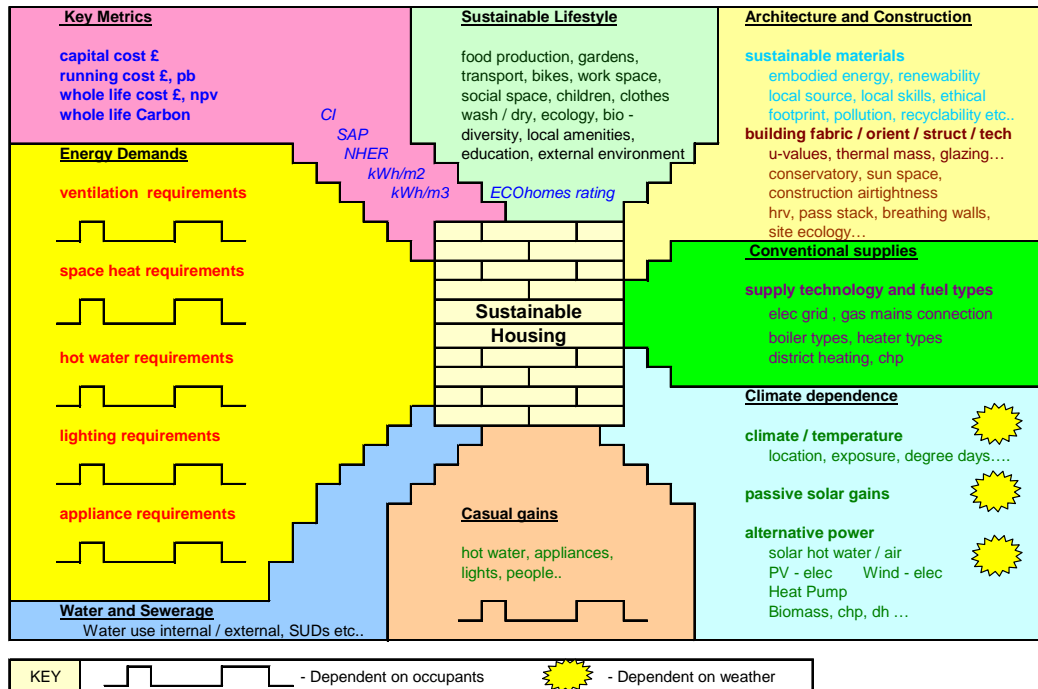 Key Metrics
capital cost £
running cost £, pb
whole life cost £, npv
whole life Carbon
CI
SAP
NHER
kWh/m2
kWh/m3
Sustainable Lifestyle
food production, gardens,
transport, bikes, work space,
social space, children, clothes
wash / dry, ecology, bio -
diversity, local amenities,
education, external environment
ECOhomes rating
Architecture and Construction
sustainable materials
embodied energy, renewability
local source, local skills, ethical
footprint, pollution, recyclability etc..
building fabric / orient / struct / tech
u-values, thermal mass, glazing…
conservatory, sun space,
construction airtightness
hrv, pass stack, breathing walls,
site ecology…
Energy Demands
ventilation requirements
space heat requirements
hot water requirements
lighting requirements
appliance requirements
Sustainable
Housing
Conventional supplies
supply technology and fuel types
elec grid , gas mains connection
boiler types, heater types
district heating, chp
Climate dependence
climate / temperature
location, exposure, degree days….
passive solar gains
alternative power
solar hot water / air
PV - elec Wind - elec
Heat Pump
Biomass, chp, dh …
Casual gains
hot water, appliances,
lights, people..
Water and Sewerage
Water use internal / external, SUDs etc..
KEY - Dependent on occupants - Dependent on weather